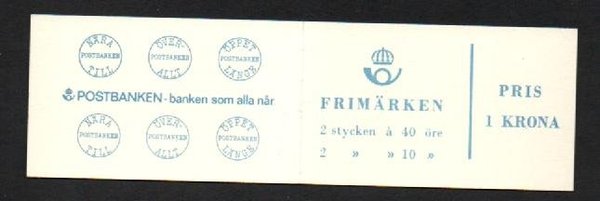 NÄRA
POSTBANKEN
TILL
ÖVER-
POSTBANKEN
ALLT
ÖPPET
POSTBANKEN
LÄNGE
POSTBANKEN - banken som alla når
NÄRA
POSTBANKEN
TILL
ÖVER-
POSTBANKEN
ALLT
ÖPPET
POSTBANKEN
LÄNGE
FRIMÄRKEN
2 stycken à 40 öre
2 » » 10 »
PRIS
1 KRONA